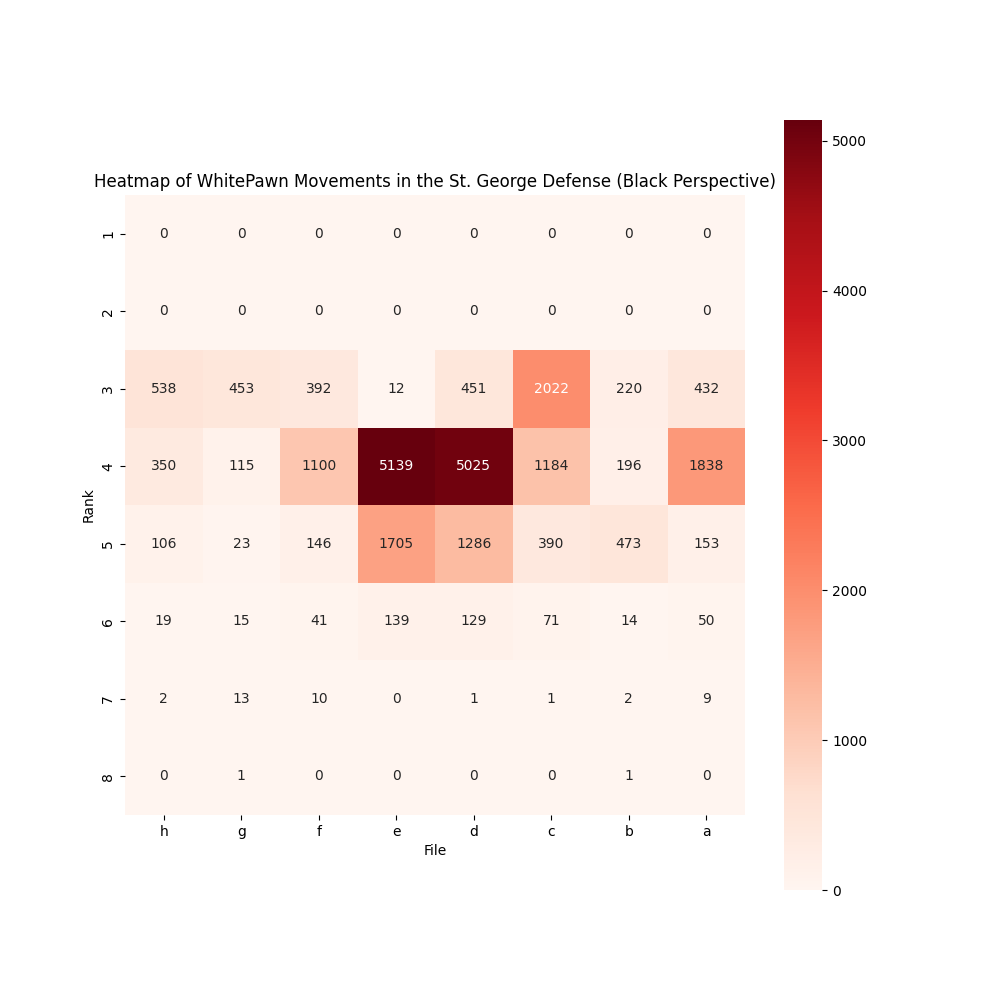 Heatmap of WhitePawn Movements in the St. George Defense (Black Perspective)
1 0 0 0 0 0 0 0 0
2 0 0 0 0 0 0 0 0
3 538 453 392 12 451 2022 220 432
4 350 115 1100 5139 5025 1184 196 1838
5 106 23 146 1705 1286 390 473 153
6 19 15 41 139 129 71 14 50
7 2 13 10 0 1 1 2 9
8 0 1 0 0 0 0 1 0
Rank
h g f e d c b a
File
5000
4000
3000
2000
1000
0